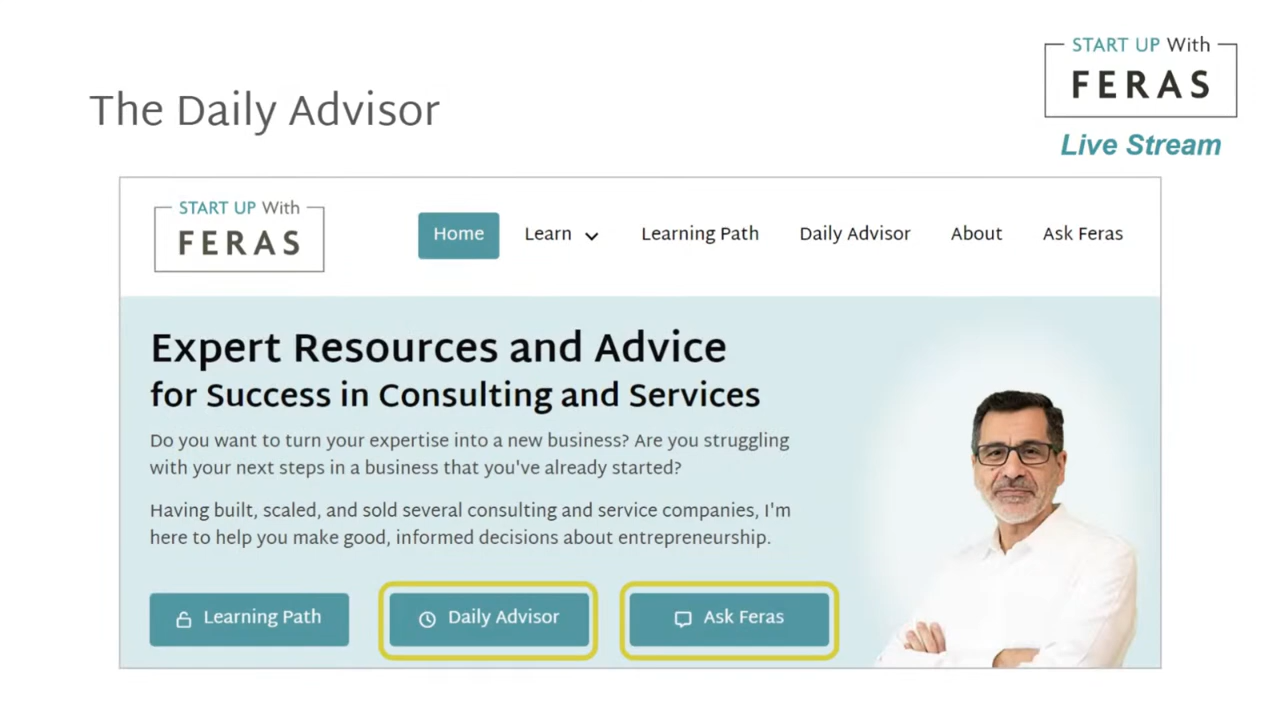 START UP With
FERAS
Live Stream
The Daily Advisor
START UP With
FERAS
Home Learn Learning Path Daily Advisor About Ask Feras
Expert Resources and Advice
for Success in Consulting and Services
Do you want to turn your expertise into a new business? Are you struggling
with your next steps in a business that you've already started?
Having built, scaled, and sold several consulting and service companies, I'm
here to help you make good, informed decisions about entrepreneurship.
Learning Path Daily Advisor Ask Feras